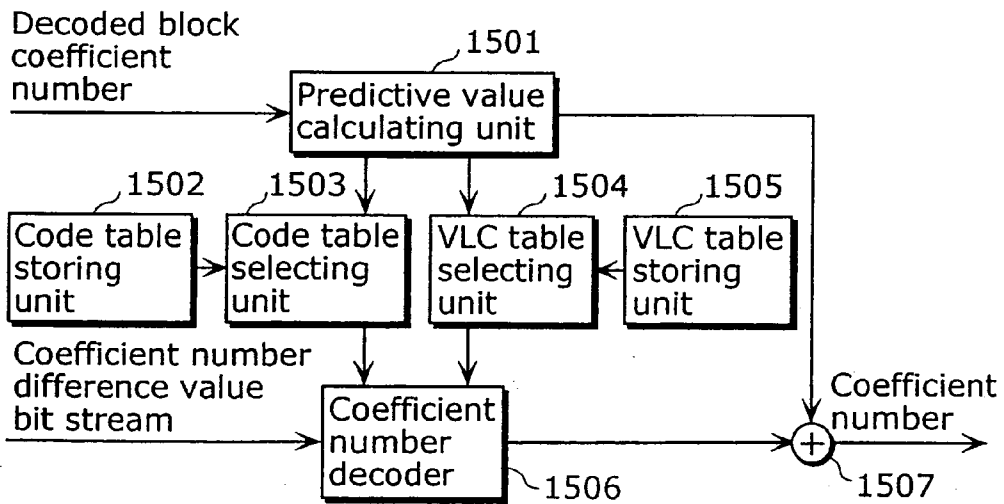 Decoded block
coefficient
number
1501
Predictive value
calculating unit
1502
1503
1504
1505
Code table
storing
unit
Code table
selecting
unit
VLC table
selecting
unit
VLC table
storing
unit
Coefficient number
difference value
bit stream
Coefficient
number
decoder
1506
Coefficient
number
+
1507